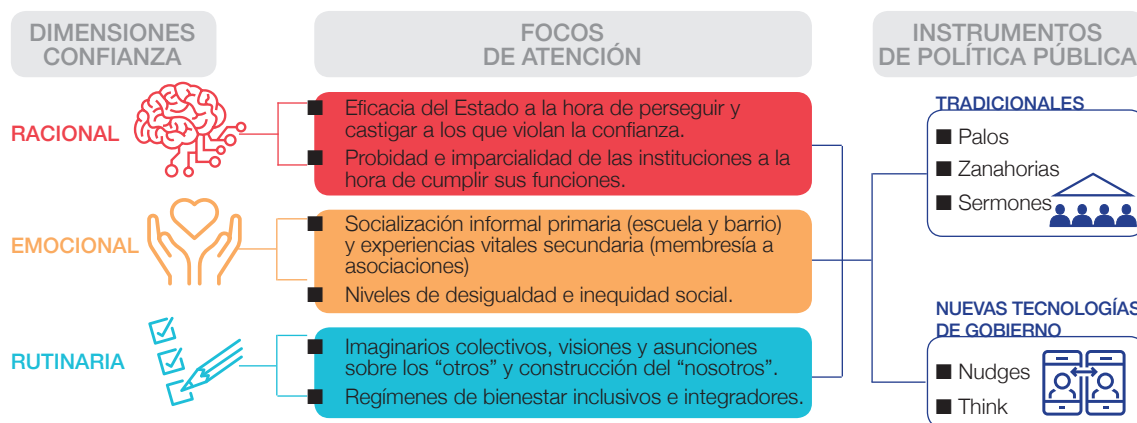 DIMENSIONES
CONFIANZA
FOCOS
DE ATENCIÓN
INSTRUMENTOS
DE POLÍTICA PÚBLICA
RACIONAL
■ Eficacia del Estado a la hora de perseguir y
castigar a los que violan la confianza.
■ Probidad e imparcialidad de las instituciones a la
hora de cumplir sus funciones.
EMOCIONAL
■ Socialización informal primaria (escuela y barrio)
y experiencias vitales secundaria (membresía a
asociaciones)
■ Niveles de desigualdad e inequidad social.
RUTINARIA
■ Imaginarios colectivos, visiones y asunciones
sobre los “otros” y construcción del “nosotros”.
■ Regímenes de bienestar inclusivos e integradores.
TRADICIONALES
■ Palos
■ Zanahorias
■ Sermones
NUEVAS TECNOLOGÍAS
DE GOBIERNO
■ Nudges
■ Think